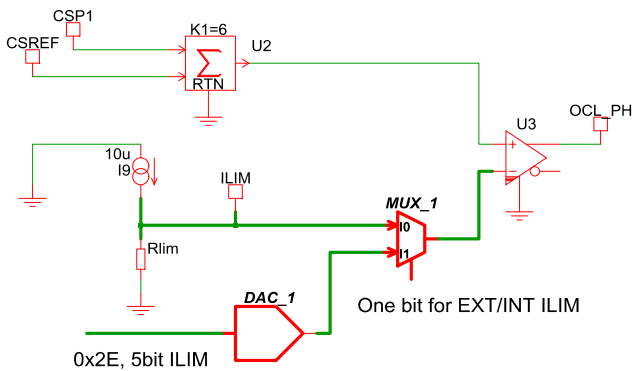 CSP1
K1=6
CSREF
U2
Σ
RTN
OCL_PH
U3
+
−
10u
I9
ILIM
MUX_1
I0
Rlim
I1
DAC_1
One bit for EXT/INT ILIM
0x2E, 5bit ILIM